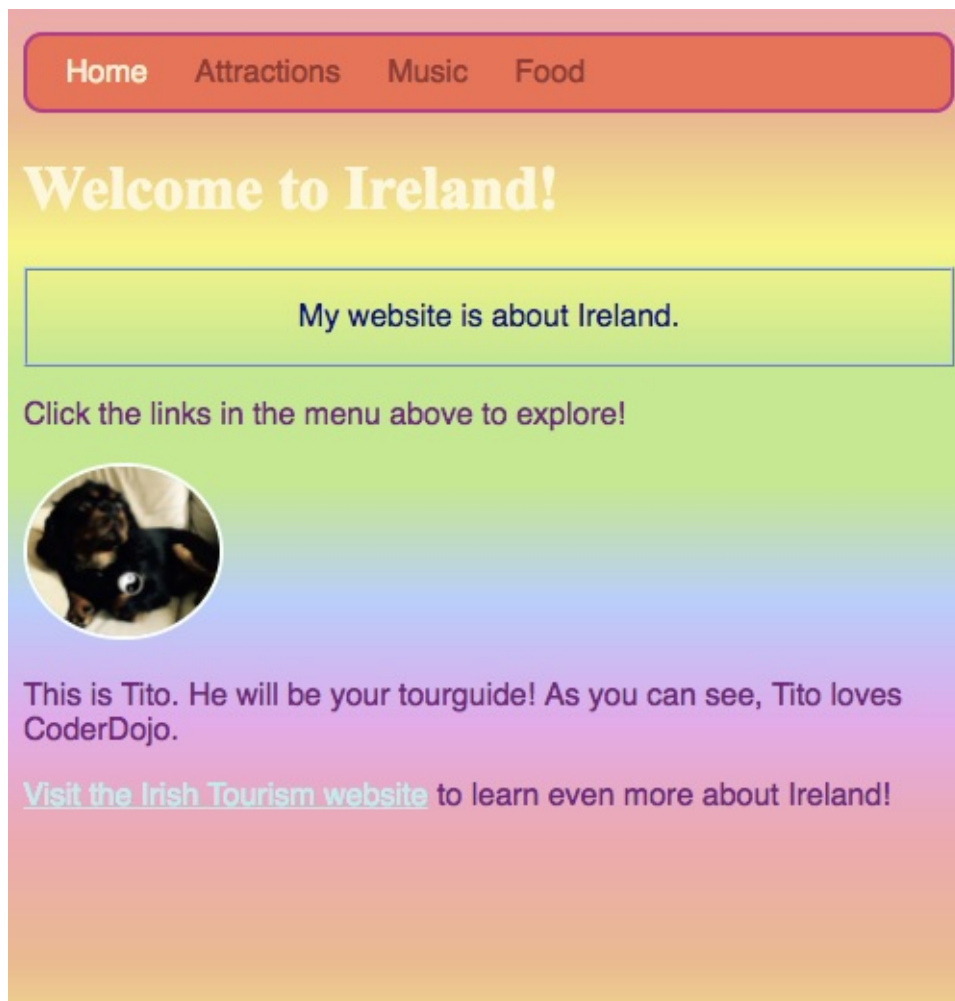 Home Attractions Music Food
Welcome to Ireland!
My website is about Ireland.
Click the links in the menu above to explore!
This is Tito. He will be your tourguide! As you can see, Tito loves
CoderDojo.
Visit the Irish Tourism website to learn even more about Ireland!